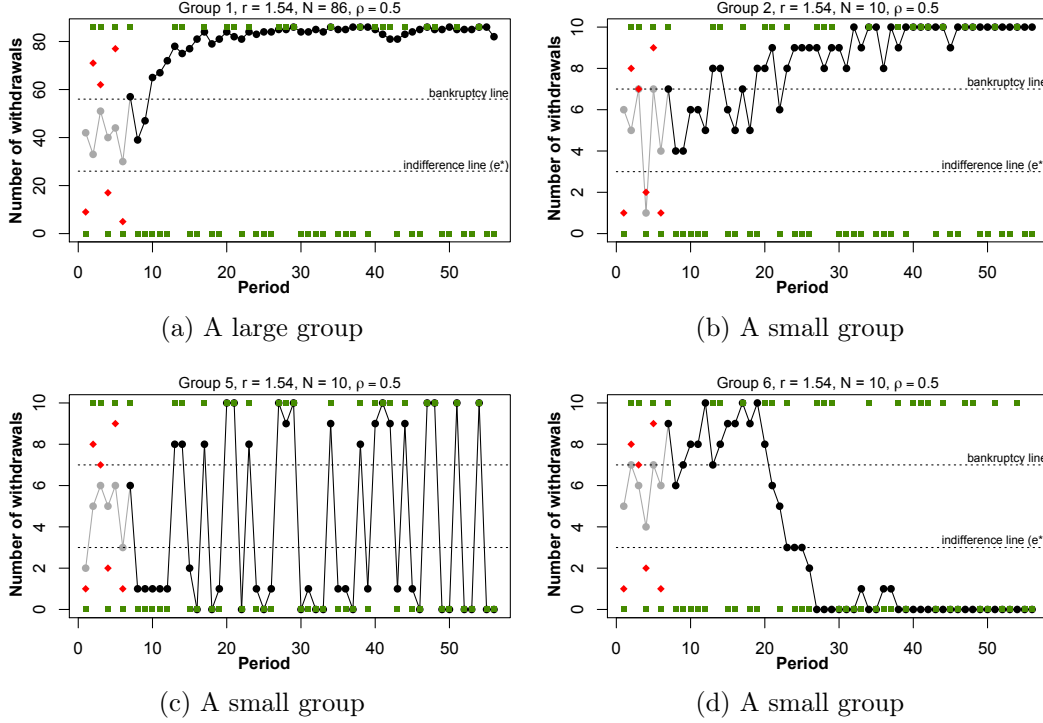 Group 1, r = 1.54, N = 86, ρ = 0.5
Number of withdrawals
80
60
40
20
0
bankruptcy line
indifference line (e*)
0 10 20 30 40 50
Period
(a) A large group
Group 2, r = 1.54, N = 10, ρ = 0.5
Number of withdrawals
10
8
6
4
2
0
bankruptcy line
indifference line (e*
0 10 20 30 40 50
Period
(b) A small group
Group 5, r = 1.54, N = 10, ρ = 0.5
Number of withdrawals
10
8
6
4
2
0
0 10 20 30 40 50
Period
(c) A small group
Group 6, r = 1.54, N = 10, ρ = 0.5
Number of withdrawals
10
8
6
4
2
0
bankruptcy line
indifference line (e*
0 10 20 30 40 50
Period
(d) A small group